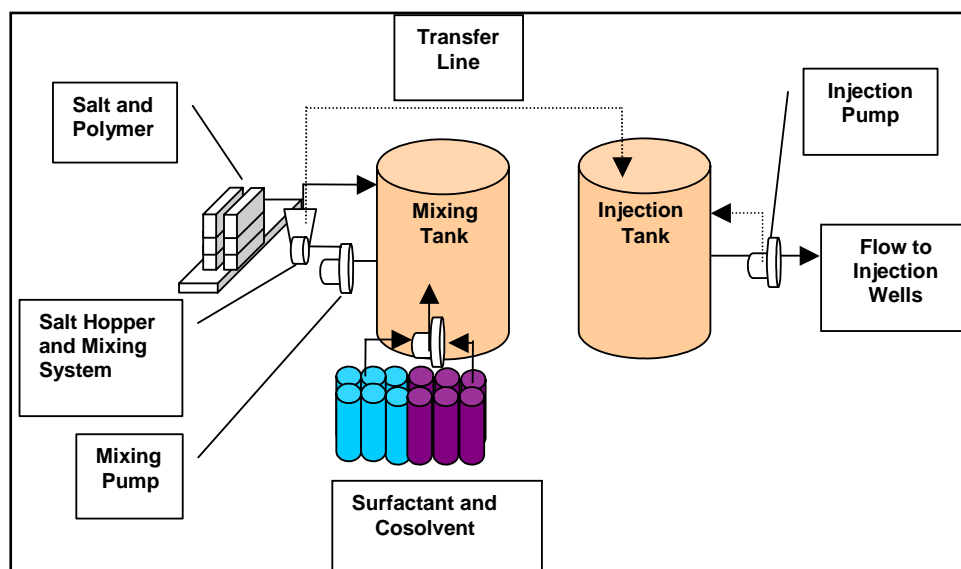 Transfer
Line
Salt and
Polymer
Injection
Pump
Mixing
Tank
Injection
Tank
Flow to
Injection
Wells
Salt Hopper
and Mixing
System
Mixing
Pump
Surfactant and
Cosolvent